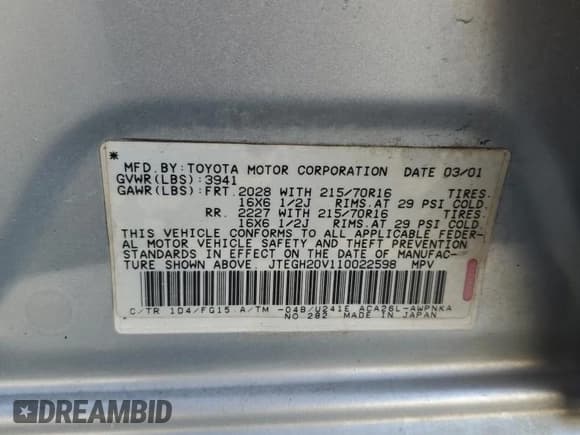 * MFD.BY:TOYOTA MOTOR CORPORATION DATE 03/01
GVWR(LBS):3941
GAWR(LBS):FRT.2028 WITH 215/70R16 TIRES.
16X6 1/2J RIMS.AT 29 PSI COLD.
RR. 2227 WITH 215/70R16 TIRES.
16X6 1/2J RIMS.AT 29 PSI COLD.
THIS VEHICLE CONFORMS TO ALL APPLICABLE FEDER-
AL MOTOR VEHICLE SAFETY AND THEFT PREVENTION
STANDARDS IN EFFECT ON THE DATE OF MANUFAC-
TURE SHOWN ABOVE. JTEGH20V110022598 MPV
C/TR 1D4/FG15 A/TM -04B/U241E ACA26L-AWPNKA
NO 282 MADE IN JAPAN
DREAMBID